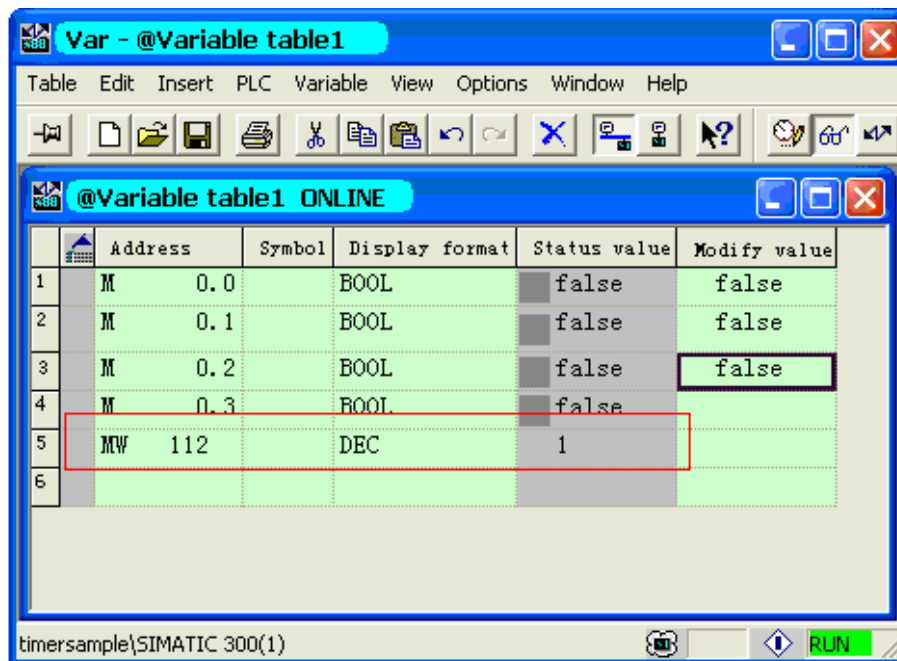 Var - @Variable table1
Table Edit Insert PLC Variable View Options Window Help
@Variable table1 ONLINE
Address Symbol Display format Status value Modify value
1 M 0.0 BOOL false false
2 M 0.1 BOOL false false
3 M 0.2 BOOL false false
4 M 0.3 BOOL false
5 MW 112 DEC 1
6
timersample\SIMATIC 300(1) RUN